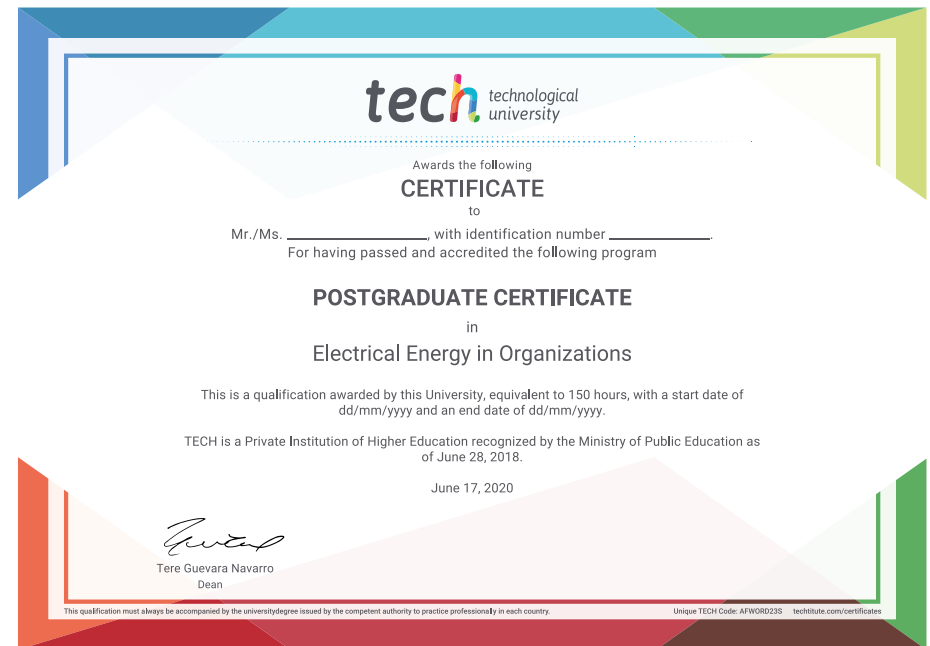 tech technological
university
Awards the following
CERTIFICATE
to
Mr./Ms. ____________________, with identification number ______________.
For having passed and accredited the following program
POSTGRADUATE CERTIFICATE
in
Electrical Energy in Organizations
This is a qualification awarded by this University, equivalent to 150 hours, with a start date of
dd/mm/yyyy and an end date of dd/mm/yyyy.
TECH is a Private Institution of Higher Education recognized by the Ministry of Public Education as
of June 28, 2018.
June 17, 2020
Tere Guevara Navarro
Dean
This qualification must always be accompanied by the universitydegree issued by the competent authority to practice professionally in each country.
Unique TECH Code: AFWORD23S techtitute.com/certificates